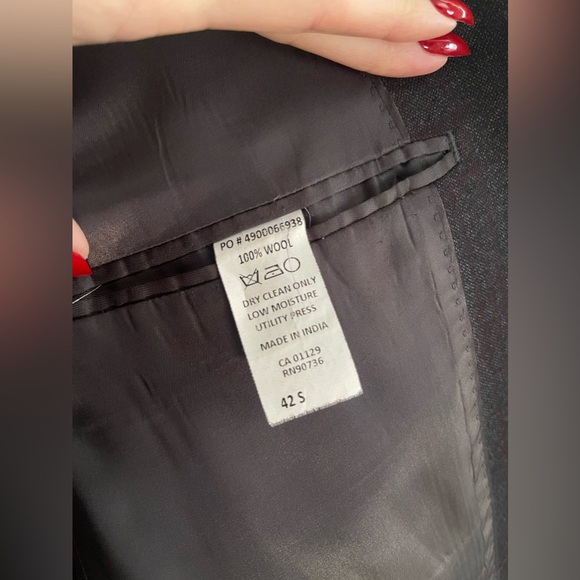 PO # 4900066938
100% WOOL
DRY CLEAN ONLY
LOW MOISTURE
UTILITY PRESS
MADE IN INDIA
CA 01129
RN90736
42 S